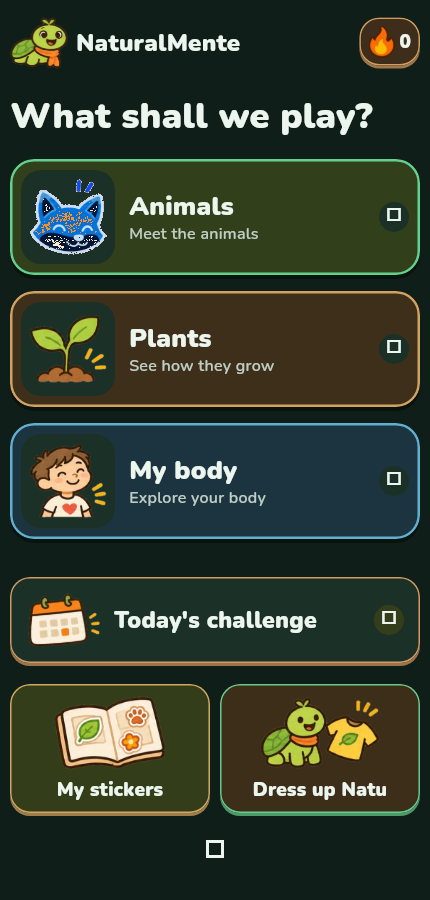 NaturalMente
0
What shall we play?
Animals
Meet the animals
Plants
See how they grow
My body
Explore your body
Today's challenge
My stickers
Dress up Natu